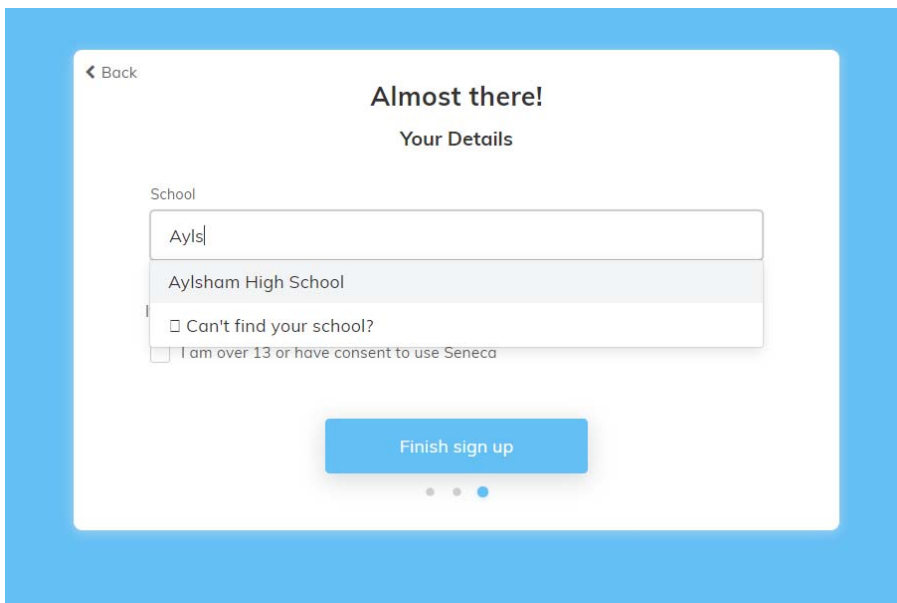 Back
Almost there!
Your Details
School
Ayls
Aylsham High School
Can't find your school?
I am over 13 or have consent to use Seneca
Finish sign up